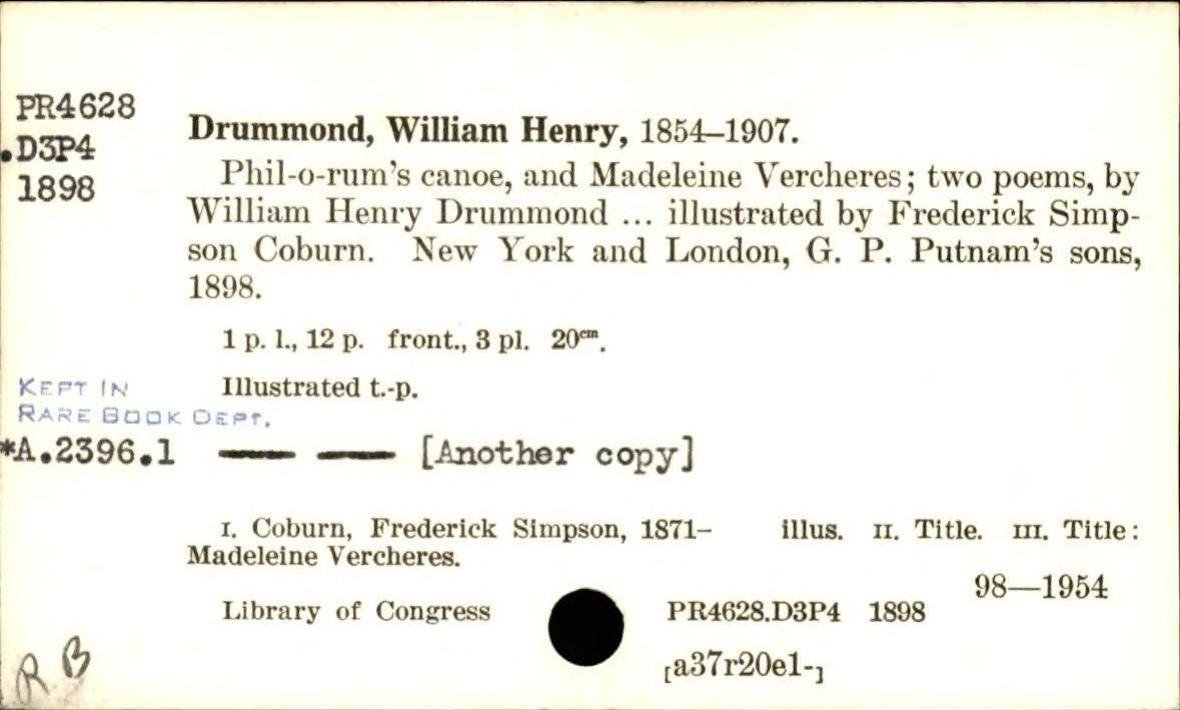 PR4628
.D3P4
1898
Drummond, William Henry, 1854–1907.
Phil-o-rum's canoe, and Madeleine Vercheres; two poems, by
William Henry Drummond ... illustrated by Frederick Simp-
son Coburn. New York and London, G. P. Putnam's sons,
1898.
1 p. l., 12 p. front., 3 pl. 20cm.
Illustrated t.-p.
KEPT IN
RARE BOOK DEPT.
*A.2396.1 —— —— [Another copy]
I. Coburn, Frederick Simpson, 1871– illus. II. Title. III. Title:
Madeleine Vercheres.
98—1954
Library of Congress PR4628.D3P4 1898
[a37r20e1-]
R B